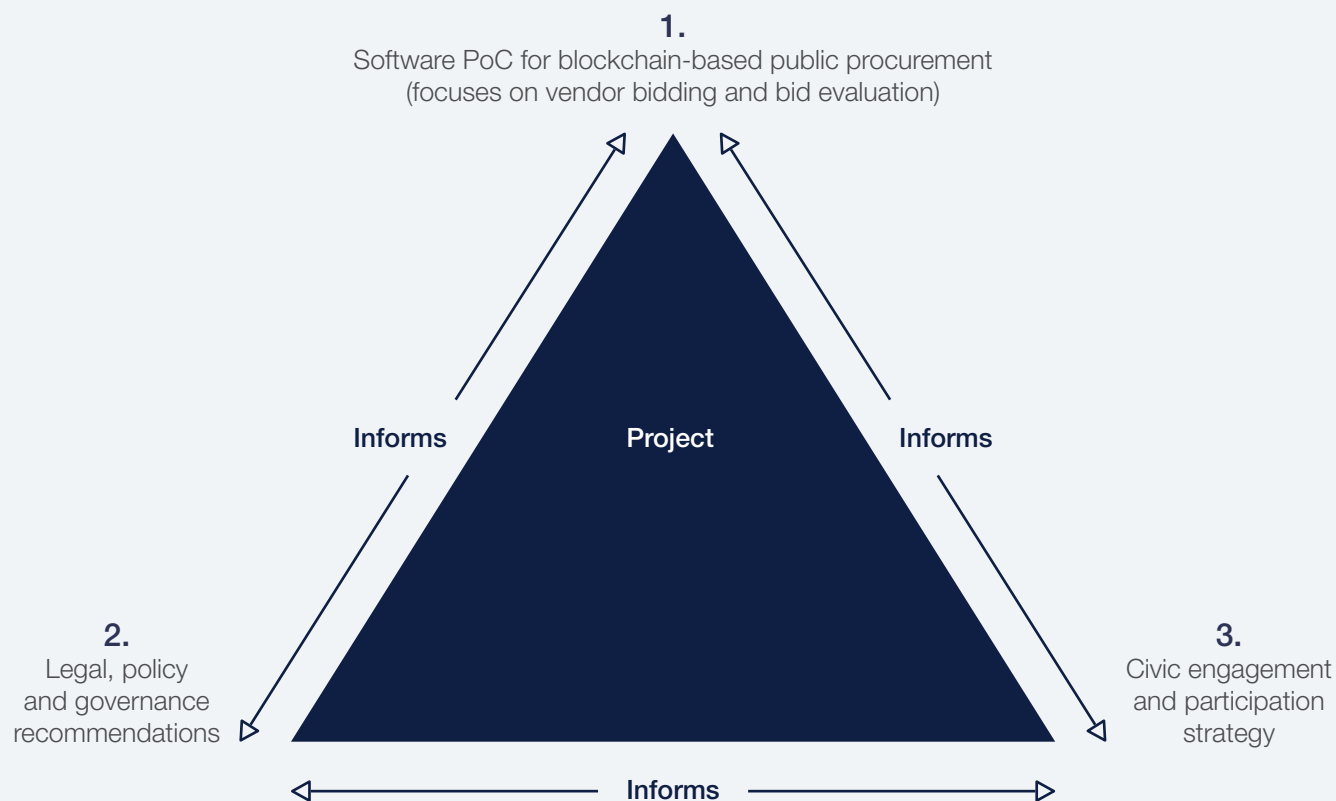 1.
Software PoC for blockchain-based public procurement
(focuses on vendor bidding and bid evaluation)
Informs
Project
Informs
2.
Legal, policy
and governance
recommendations
3.
Civic engagement
and participation
strategy
Informs